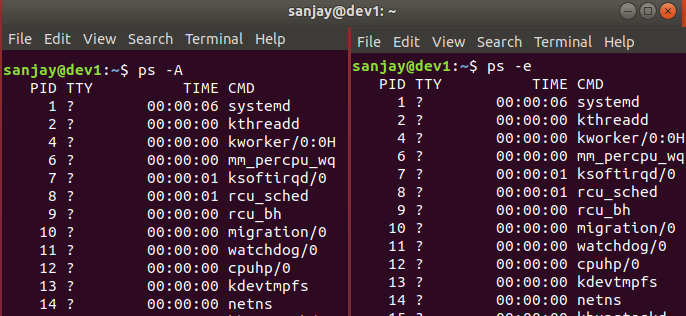 sanjay@dev1: ~
File Edit View Search Terminal Help
sanjay@dev1:~$ ps -A
PID TTY TIME CMD
1 ? 00:00:06 systemd
2 ? 00:00:00 kthreadd
4 ? 00:00:00 kworker/0:0H
6 ? 00:00:00 mm_percpu_wq
7 ? 00:00:01 ksoftirqd/0
8 ? 00:00:01 rcu_sched
9 ? 00:00:00 rcu_bh
10 ? 00:00:00 migration/0
11 ? 00:00:00 watchdog/0
12 ? 00:00:00 cpuhp/0
13 ? 00:00:00 kdevtmpfs
14 ? 00:00:00 netns
File Edit View Search Terminal Help
sanjay@dev1:~$ ps -e
PID TTY TIME CMD
1 ? 00:00:06 systemd
2 ? 00:00:00 kthreadd
4 ? 00:00:00 kworker/0:0H
6 ? 00:00:00 mm_percpu_wq
7 ? 00:00:01 ksoftirqd/0
8 ? 00:00:01 rcu_sched
9 ? 00:00:00 rcu_bh
10 ? 00:00:00 migration/0
11 ? 00:00:00 watchdog/0
12 ? 00:00:00 cpuhp/0
13 ? 00:00:00 kdevtmpfs
14 ? 00:00:00 netns